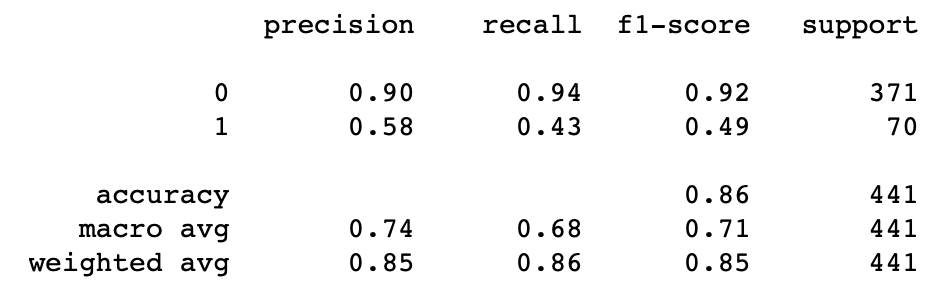 precision recall f1-score support
0 0.90 0.94 0.92 371
1 0.58 0.43 0.49 70
accuracy 0.86 441
macro avg 0.74 0.68 0.71 441
weighted avg 0.85 0.86 0.85 441